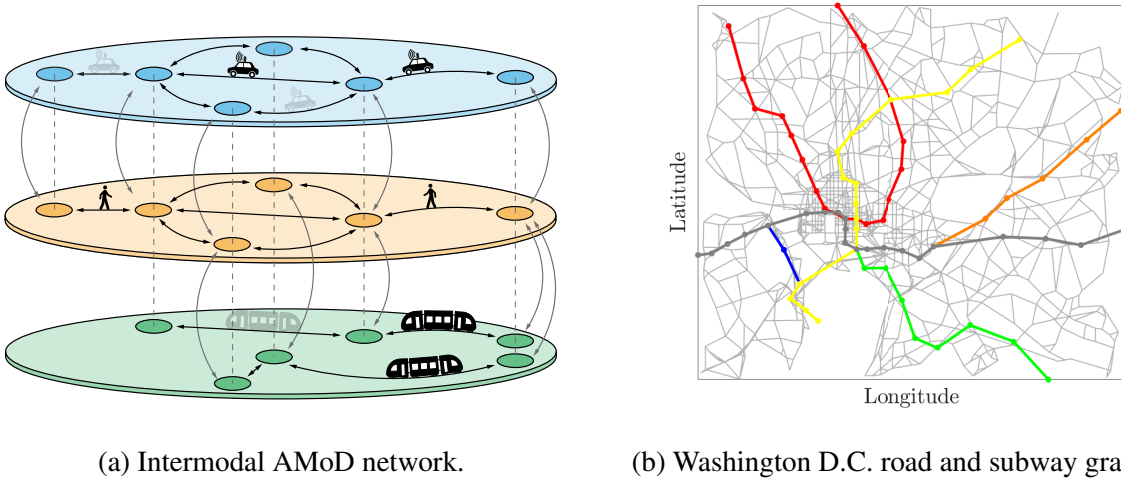 Latitude
Longitude
(a) Intermodal AMoD network.
(b) Washington D.C. road and subway gra